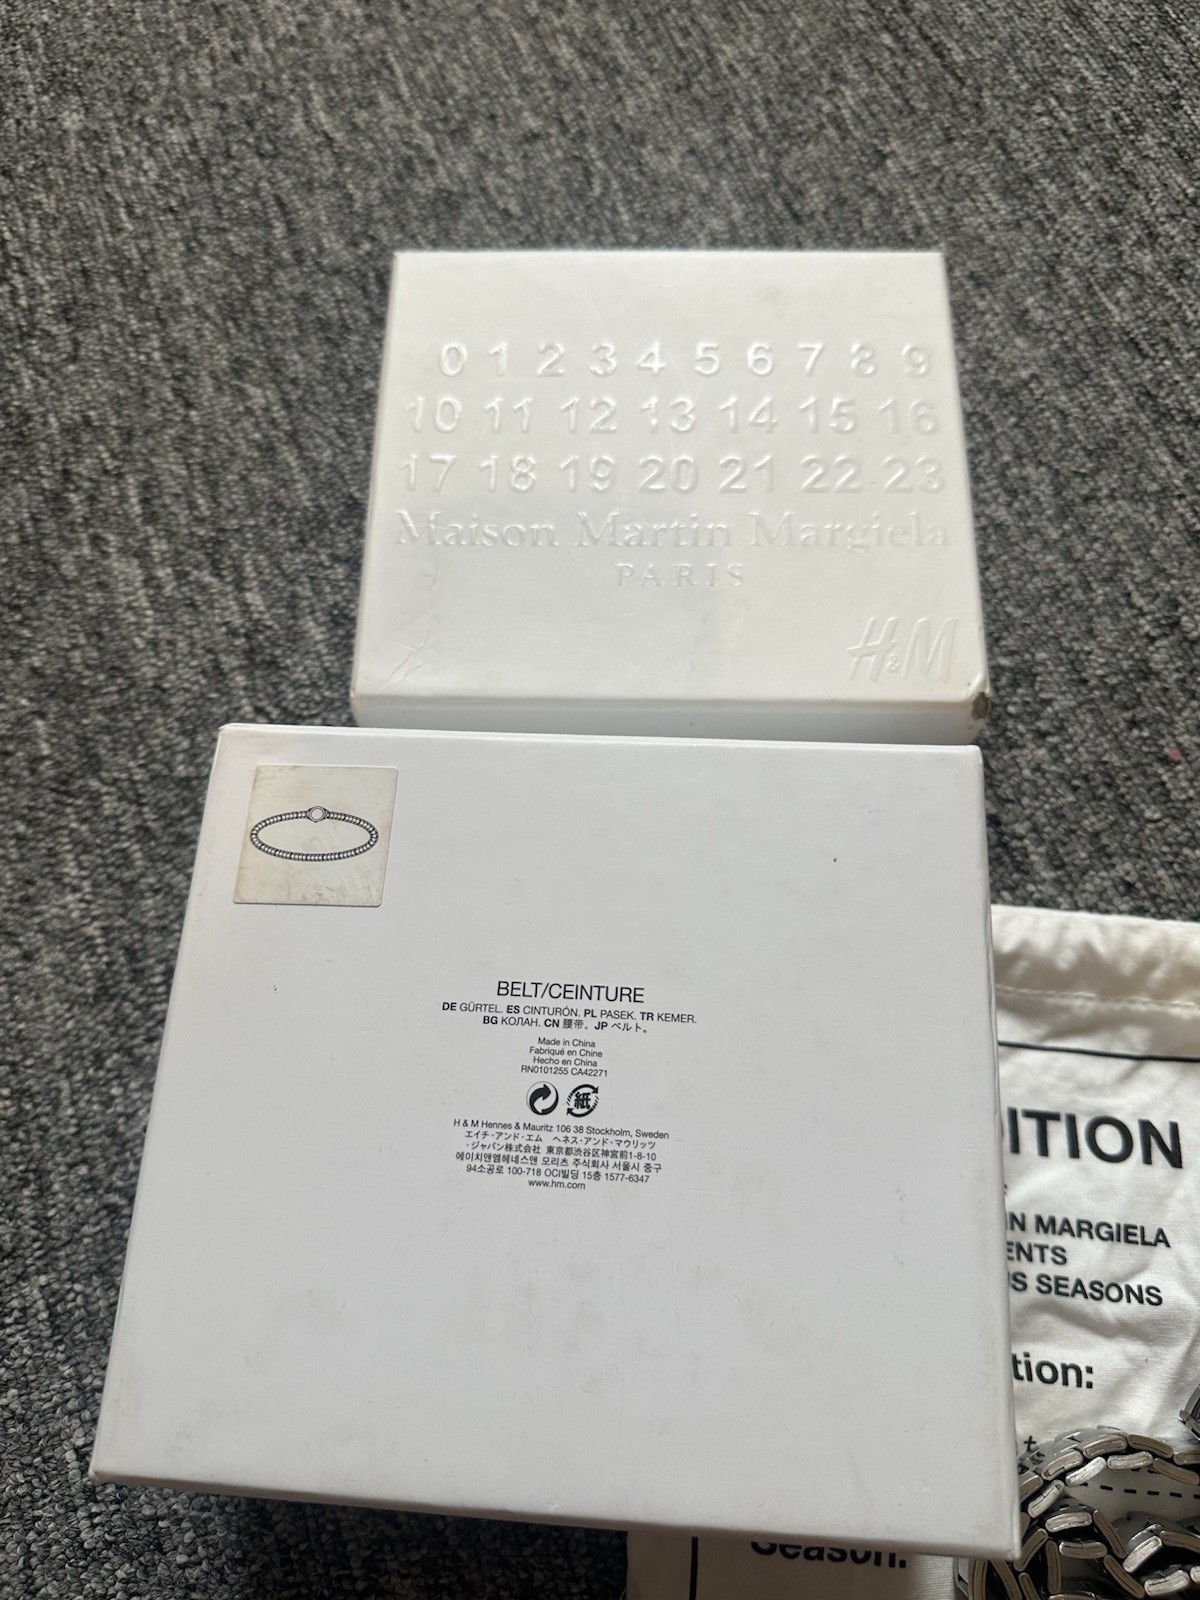 0 1 2 3 4 5 6 7 8 9
10 11 12 13 14 15 16
17 18 19 20 21 22 23
Maison Martin Margiela
PARIS
H&M
BELT/CEINTURE
DE GÜRTEL. ES CINTURÓN. PL PASEK. TR KEMER.
BG КОЛАН. CN 腰带。JP ベルト。
Made in China
Fabriqué en Chine
Hecho en China
RN0101255 CA42271
紙
H & M Hennes & Mauritz 106 38 Stockholm, Sweden
エイチ・アンド・エム ヘネス・アンド・マウリッツ
・ジャパン株式会社 東京都渋谷区神宮前1-8-10
에이치앤엠헤네스앤 모리츠 주식회사 서울시 중구
94소공로 100-718 OCI빌딩 15층 1577-6347
www.hm.com
ITION
N MARGIELA
ENTS
S SEASONS
tion:
Season: